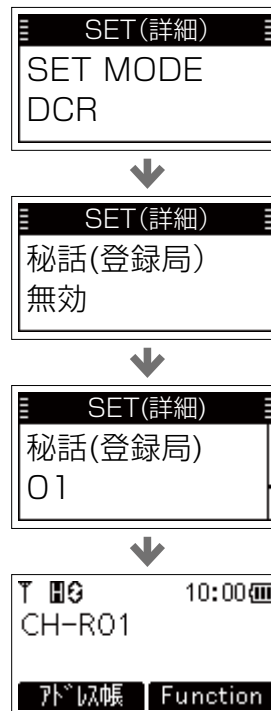 SET(詳細)
SET MODE
DCR
SET(詳細)
秘話(登録局)
無効
SET(詳細)
秘話(登録局)
01
H 10:00
CH-R01
ｱﾄﾞﾚｽ帳 Function